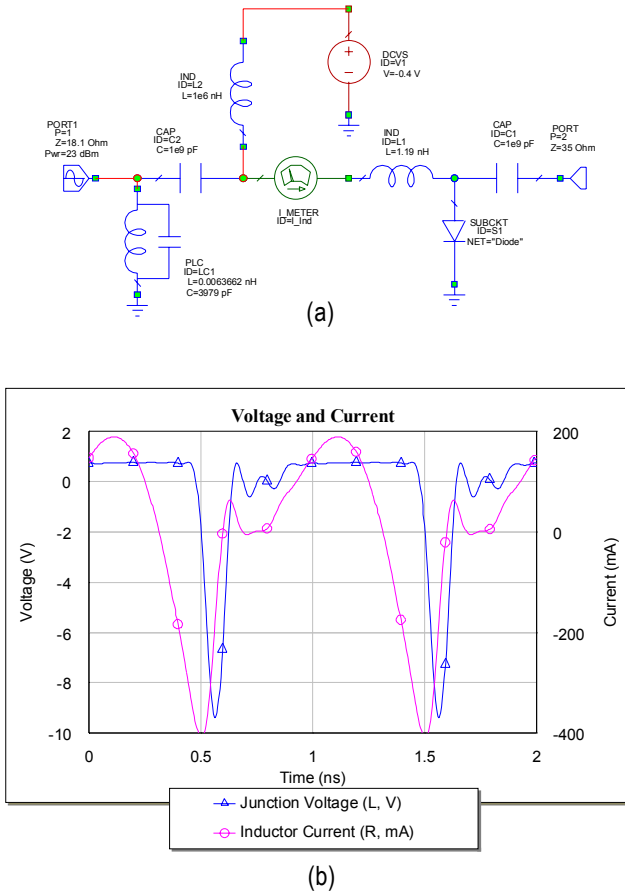 DCVS
ID=V1
V=-0.4 V
IND
ID=L2
L=1e6 nH
PORT1
P=1
Z=18.1 Ohm
Pwr=23 dBm
CAP
ID=C2
C=1e9 pF
IND
ID=L1
L=1.19 nH
CAP
ID=C1
C=1e9 pF
PORT
P=2
Z=35 Ohm
I_METER
ID=I_Ind
SUBCKT
ID=S1
NET="Diode"
PLC
ID=LC1
L=0.0063662 nH
C=3979 pF
(a)
Voltage and Current
2
0
-2
-4
-6
-8
-10
Voltage (V)
200
0
-200
-400
Current (mA)
0
0.5
1
1.5
2
Time (ns)
Junction Voltage (L, V)
Inductor Current (R, mA)
(b)